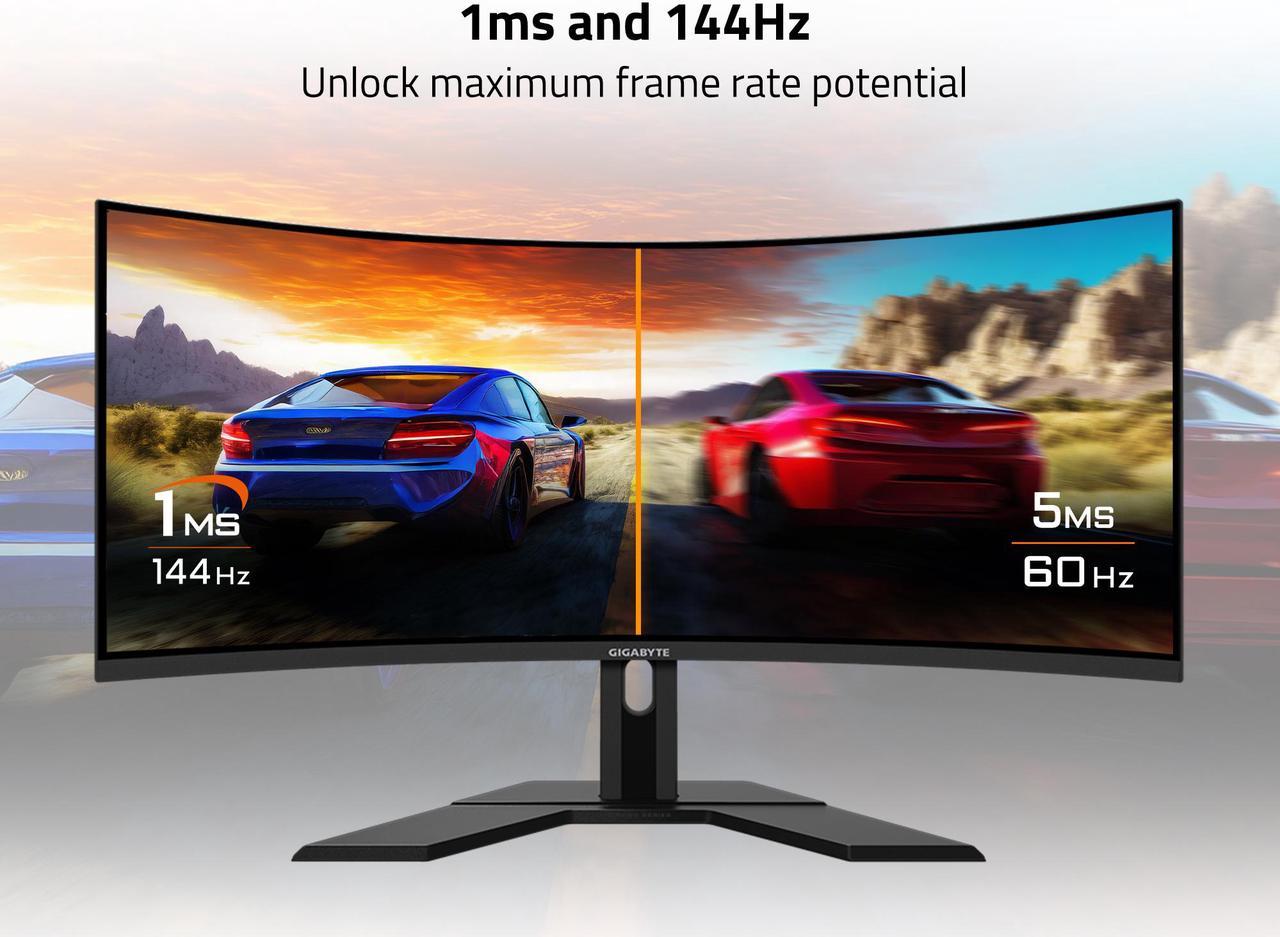 1ms and 144Hz
Unlock maximum frame rate potential
1MS
144Hz
5MS
60Hz
GIGABYTE